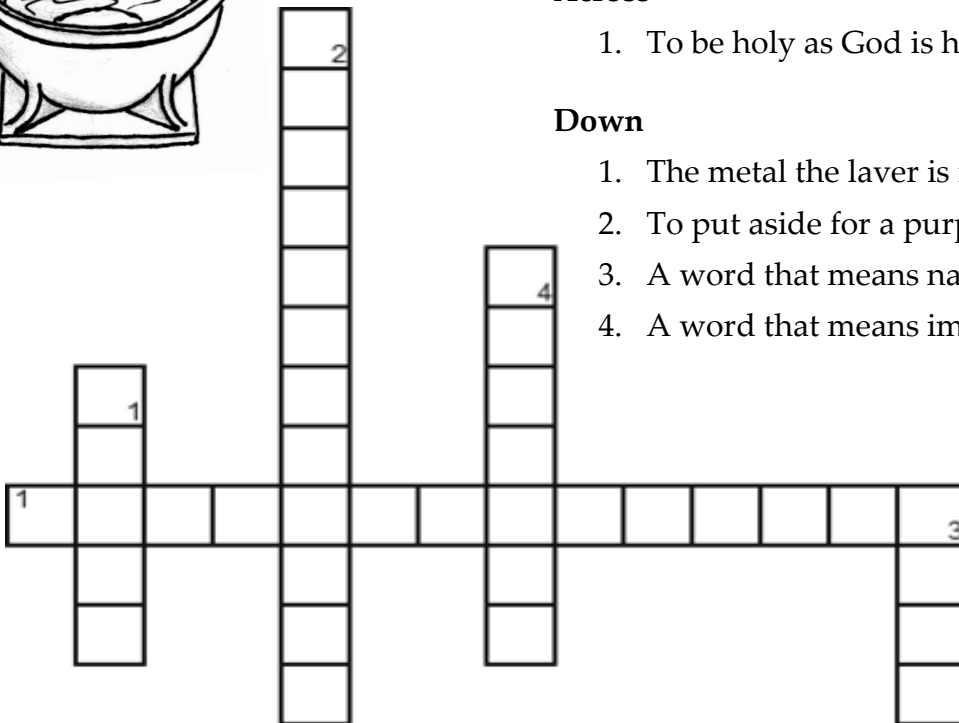 Across
1. To be holy as God is h
Down
1. The metal the laver is
2. To put aside for a purp
3. A word that means na
4. A word that means im
2
4
1
1
3